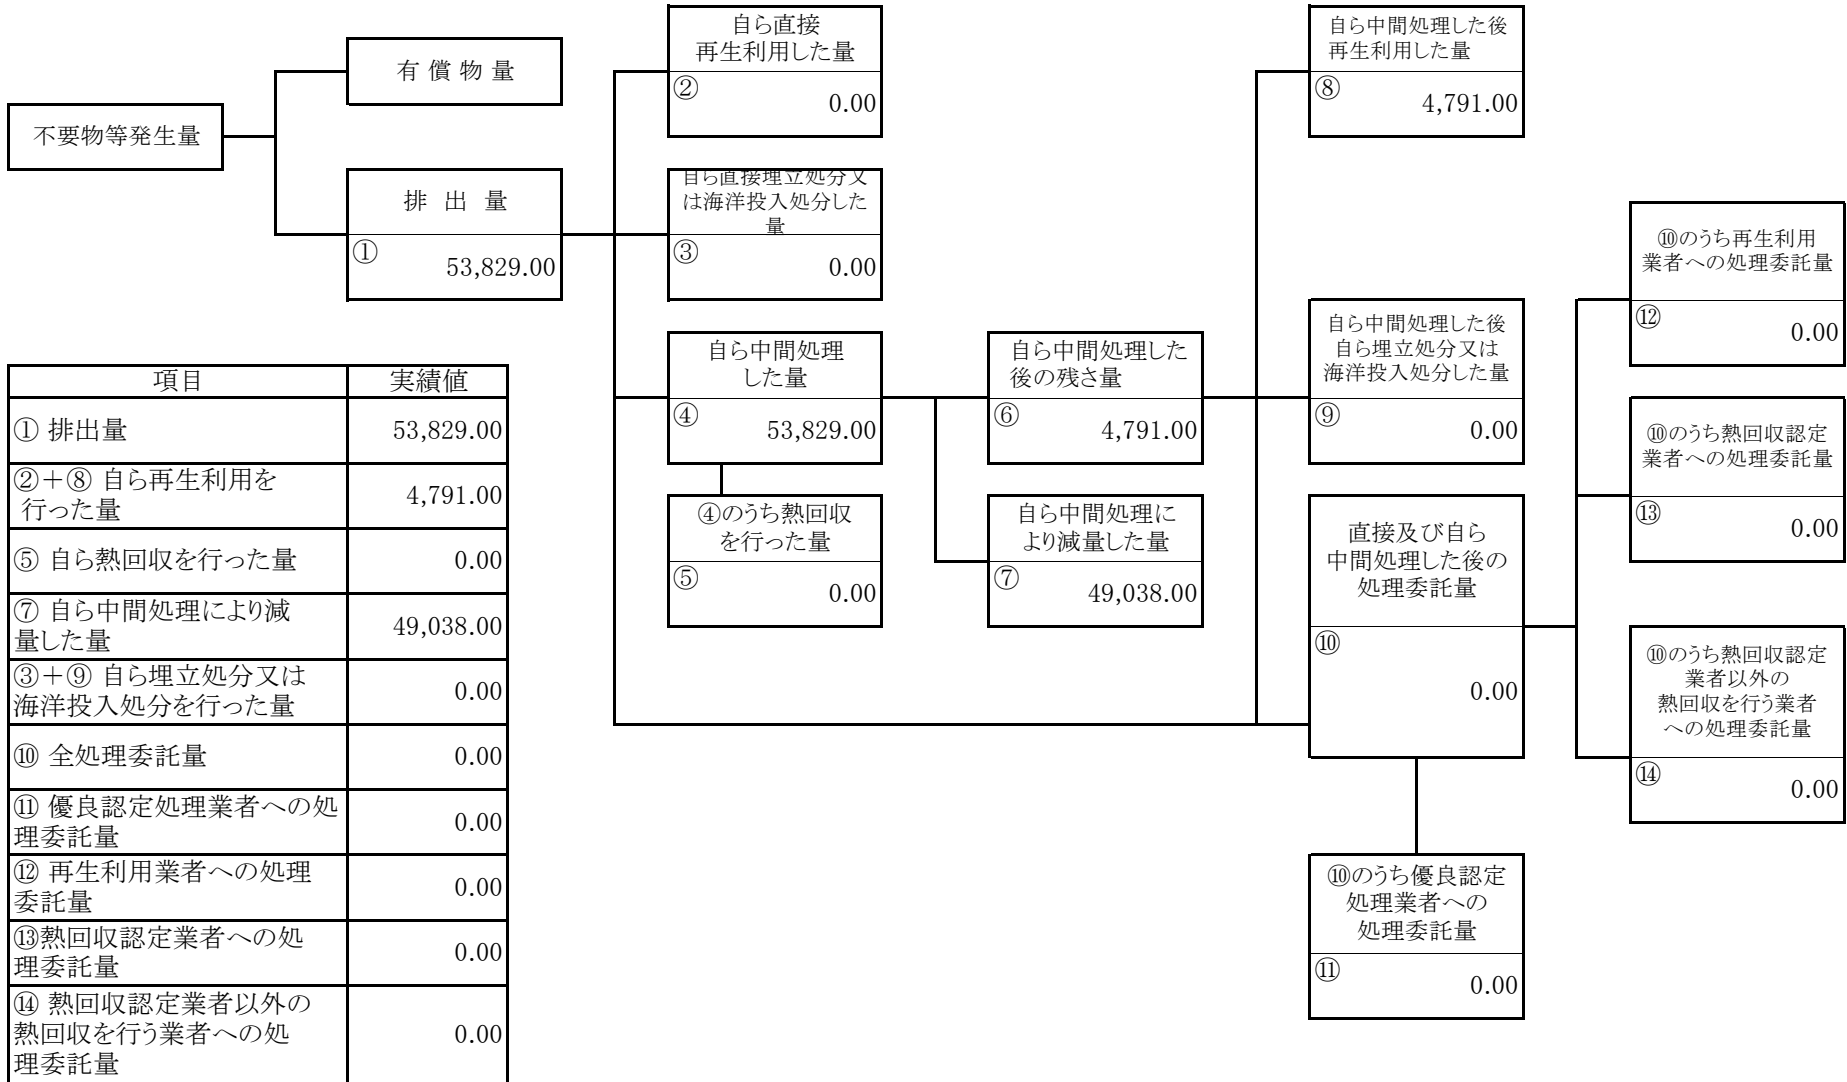 不要物等発生量
有 償 物 量
排 出 量
①
53,829.00
自ら直接
再生利用した量
②
0.00
自ら直接埋立処分又
は海洋投入処分した
量
③
0.00
自ら中間処理
した量
④
53,829.00
④のうち熱回収
を行った量
⑤
0.00
自ら中間処理した
後の残さ量
⑥
4,791.00
自ら中間処理に
より減量した量
⑦
49,038.00
自ら中間処理した後
再生利用した量
⑧
4,791.00
自ら中間処理した後
自ら埋立処分又は
海洋投入処分した量
⑨
0.00
直接及び自ら
中間処理した後の
処理委託量
⑩
0.00
⑩のうち優良認定
処理業者への
処理委託量
⑪
0.00
⑩のうち再生利用
業者への処理委託量
⑫
0.00
⑩のうち熱回収認定
業者への処理委託量
⑬
0.00
⑩のうち熱回収認定
業者以外の
熱回収を行う業者
への処理委託量
⑭
0.00
項目 実績値
① 排出量 53,829.00
②＋⑧ 自ら再生利用を
行った量 4,791.00
⑤ 自ら熱回収を行った量 0.00
⑦ 自ら中間処理により減
量した量 49,038.00
③＋⑨ 自ら埋立処分又は
海洋投入処分を行った量 0.00
⑩ 全処理委託量 0.00
⑪ 優良認定処理業者への処
理委託量 0.00
⑫ 再生利用業者への処理
委託量 0.00
⑬熱回収認定業者への処
理委託量 0.00
⑭ 熱回収認定業者以外の
熱回収を行う業者への処
理委託量 0.00